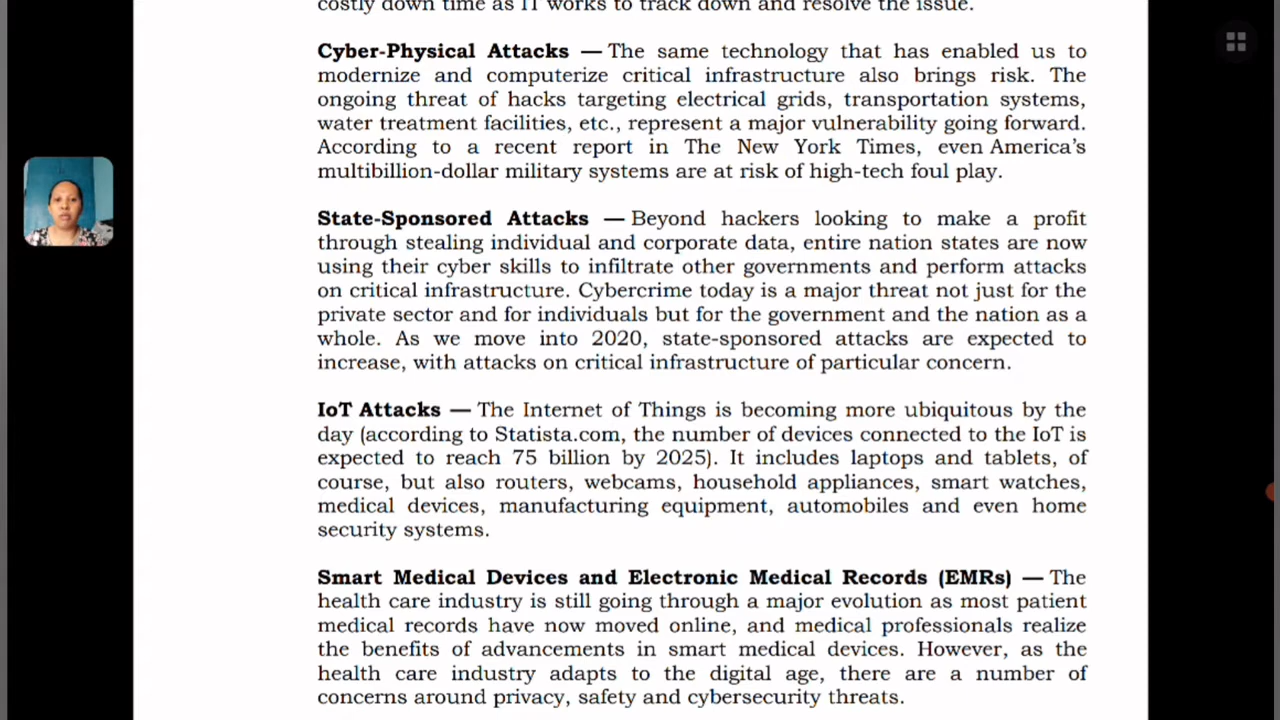 costly down time as IT works to track down and resolve the issue.
Cyber-Physical Attacks — The same technology that has enabled us to
modernize and computerize critical infrastructure also brings risk. The
ongoing threat of hacks targeting electrical grids, transportation systems,
water treatment facilities, etc., represent a major vulnerability going forward.
According to a recent report in The New York Times, even America's
multibillion-dollar military systems are at risk of high-tech foul play.
State-Sponsored Attacks — Beyond hackers looking to make a profit
through stealing individual and corporate data, entire nation states are now
using their cyber skills to infiltrate other governments and perform attacks
on critical infrastructure. Cybercrime today is a major threat not just for the
private sector and for individuals but for the government and the nation as a
whole. As we move into 2020, state-sponsored attacks are expected to
increase, with attacks on critical infrastructure of particular concern.
IoT Attacks — The Internet of Things is becoming more ubiquitous by the
day (according to Statista.com, the number of devices connected to the IoT is
expected to reach 75 billion by 2025). It includes laptops and tablets, of
course, but also routers, webcams, household appliances, smart watches,
medical devices, manufacturing equipment, automobiles and even home
security systems.
Smart Medical Devices and Electronic Medical Records (EMRs) — The
health care industry is still going through a major evolution as most patient
medical records have now moved online, and medical professionals realize
the benefits of advancements in smart medical devices. However, as the
health care industry adapts to the digital age, there are a number of
concerns around privacy, safety and cybersecurity threats.